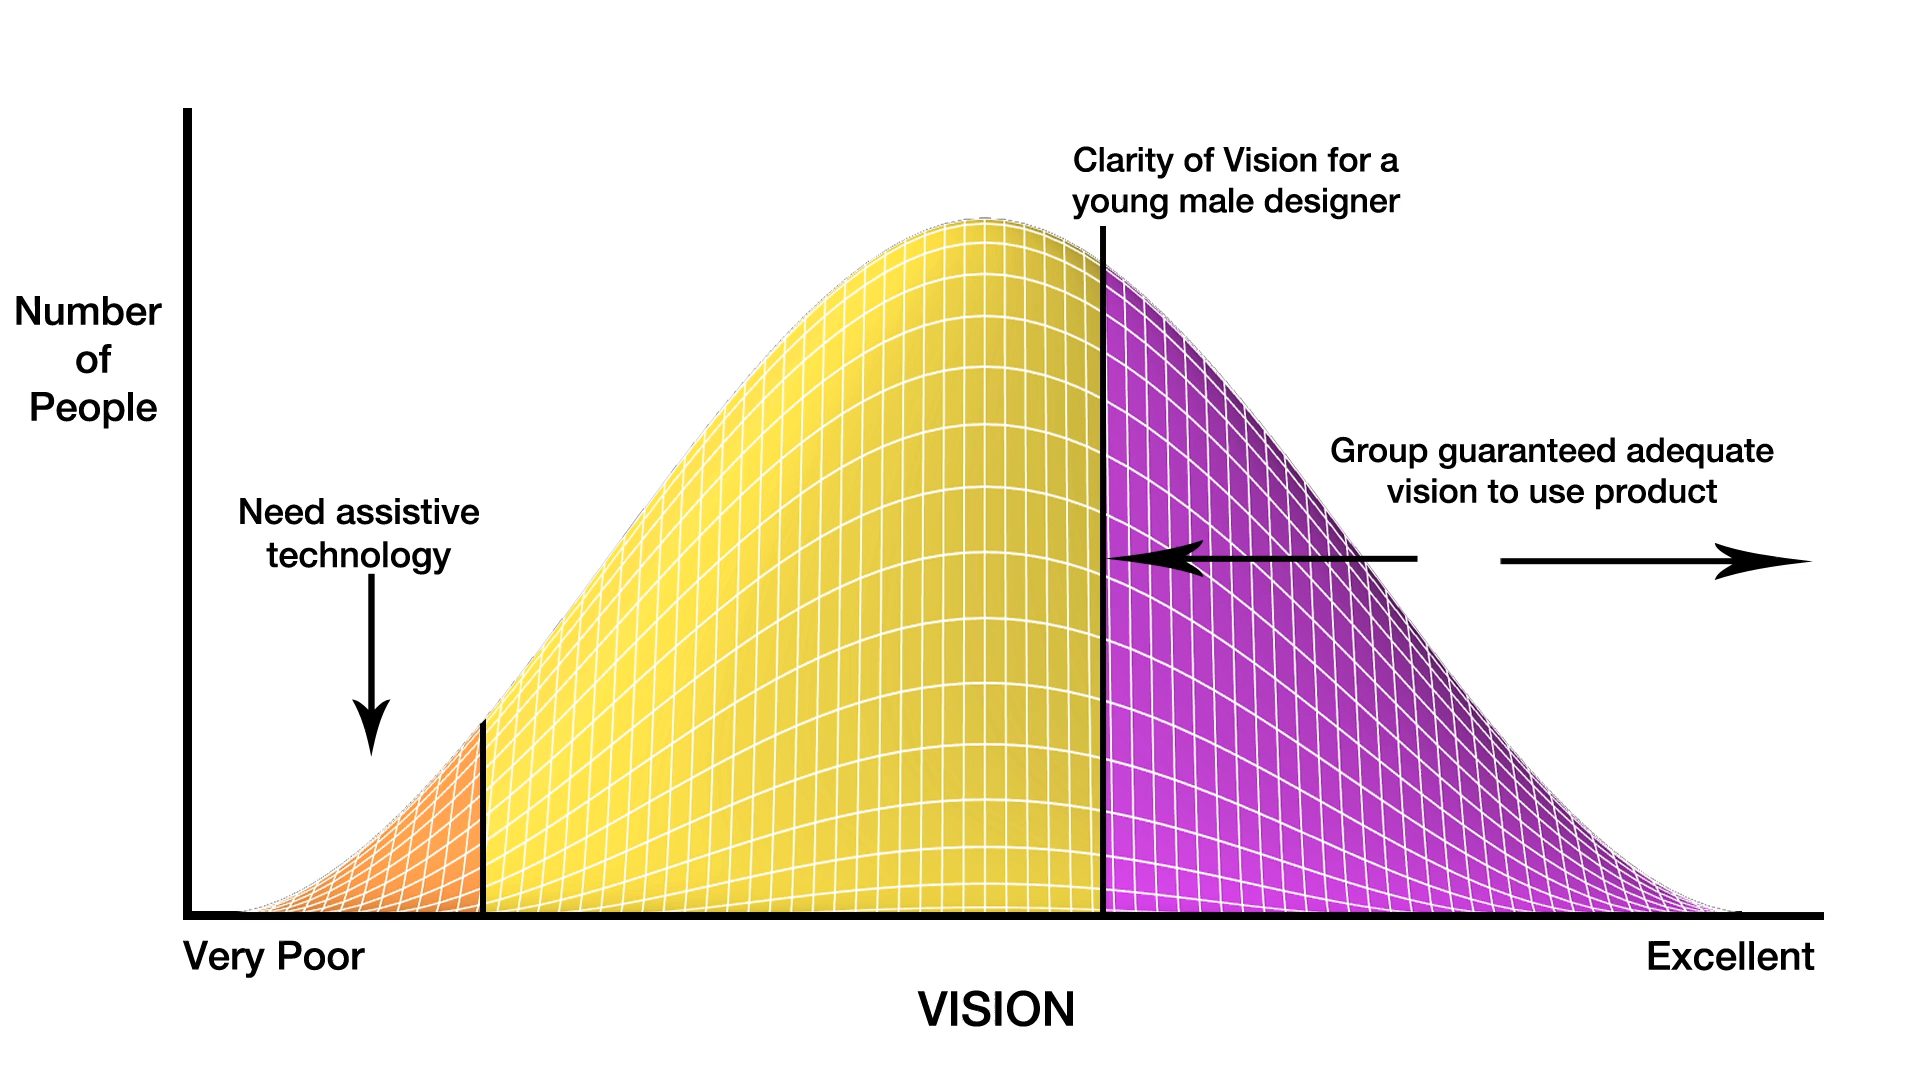 Clarity of Vision for a
young male designer
Number
of
People
Group guaranteed adequate
vision to use product
Need assistive
technology
Very Poor
Excellent
VISION